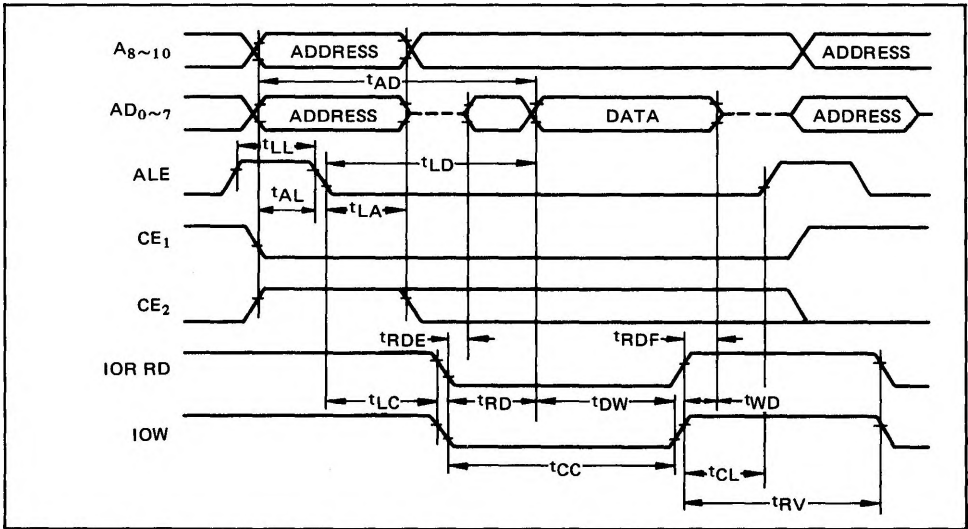 A8~10 ADDRESS ADDRESS
tAD
AD0~7 ADDRESS DATA ADDRESS
tLL tLD
ALE
tAL tLA
CE1
CE2
tRDE tRDF
IOR RD
tLC tRD tDW tWD
IOW
tCC tCL
tRV